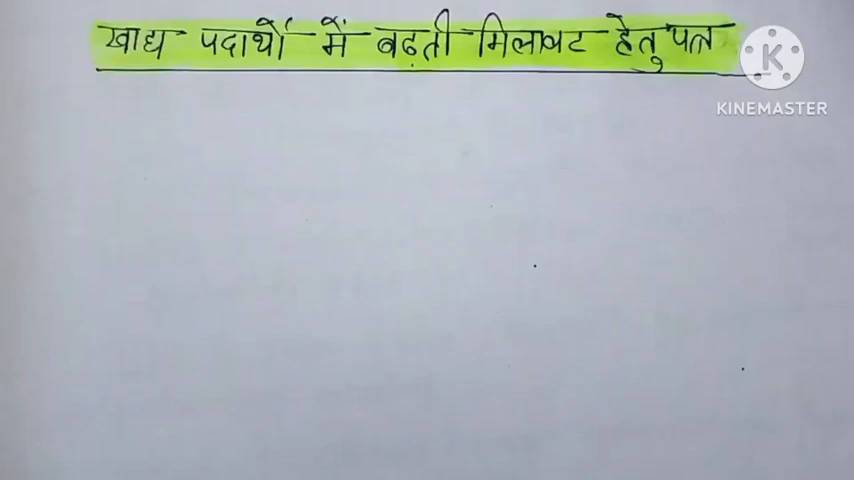 खाद्य पदार्थों में बढ़ती मिलावट हेतु पत्र
K
KINEMASTER